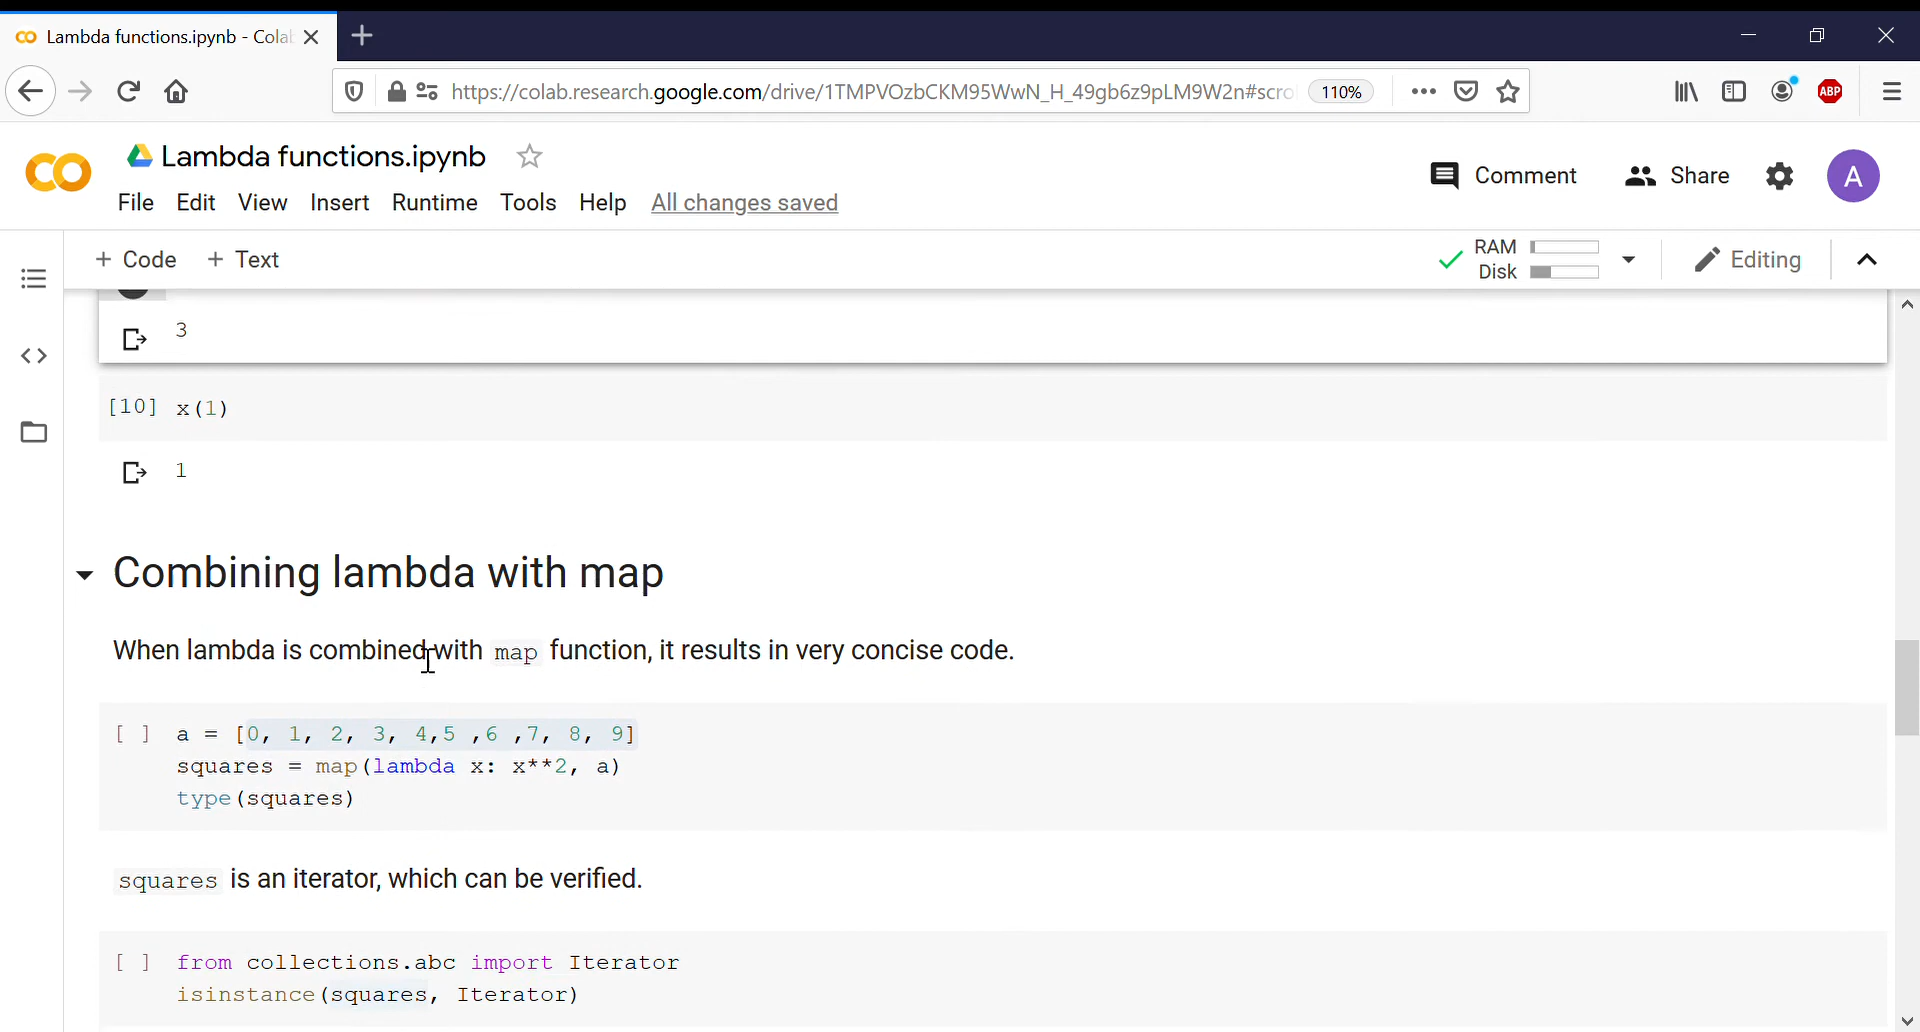 Lambda functions.ipynb - Cola
https://colab.research.google.com/drive/1TMPVOzbCKM95WwN_H_49gb6z9pLM9W2n#scro 110% ABP
Lambda functions.ipynb
Comment Share A
File Edit View Insert Runtime Tools Help All changes saved
+ Code + Text RAM Disk Editing
3
[10] x(1)
1
Combining lambda with map
When lambda is combined with map function, it results in very concise code.
[ ] a = [0, 1, 2, 3, 4,5 ,6 ,7, 8, 9]
squares = map(lambda x: x**2, a)
type(squares)
squares is an iterator, which can be verified.
[ ] from collections.abc import Iterator
isinstance(squares, Iterator)